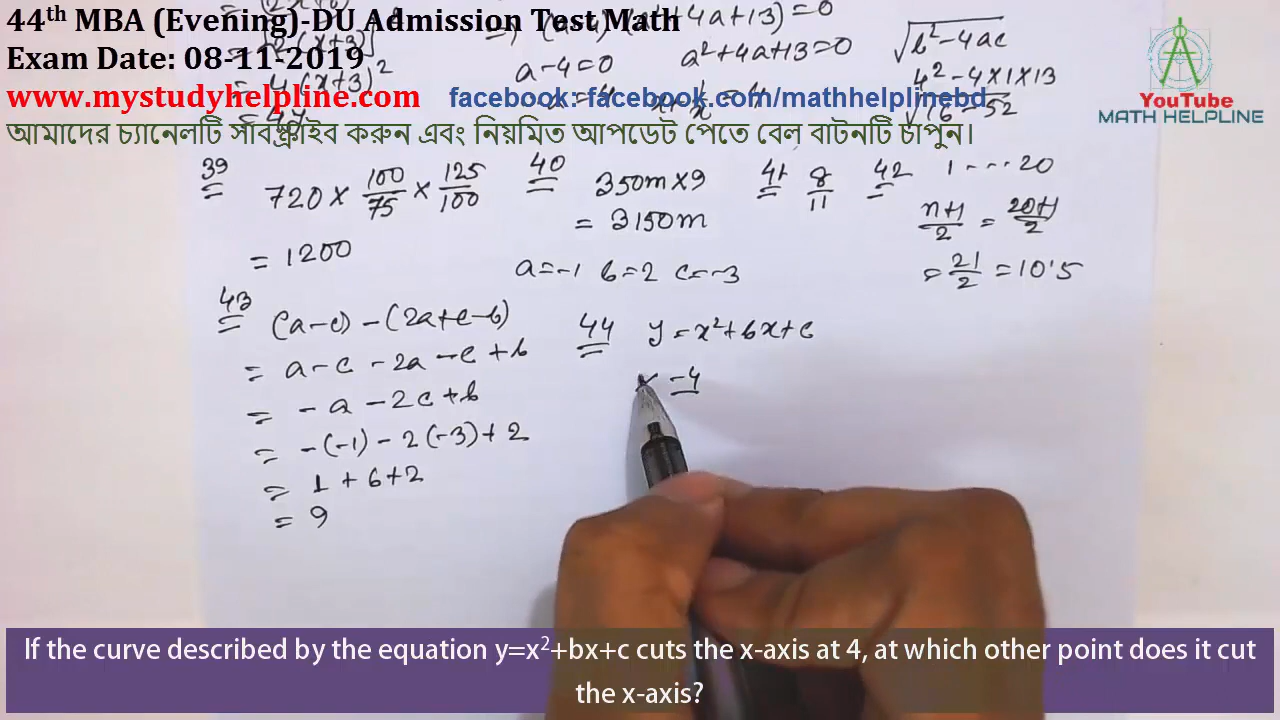 44th MBA (Evening)-DU Admission Test Math
Exam Date: 08-11-2019
www.mystudyhelpline.com facebook: facebook.com/mathhelplinebd
আমাদের চ্যানেলটি সাবস্ক্রাইব করুন এবং নিয়মিত আপডেট পেতে বেল বাটনটি চাপুন।
YouTube
MATH HELPLINE
= 4(x+3)²
a-4=0
a²+4a+13=0
√b²-4ac
4²-4×1×13
39
720 × 100/75 × 125/100
= 1200
40
350m×9
= 3150m
41 8/11
42 1 --- 20
n+1/2 = 20+1/2
= 21/2 = 10.5
a=-1 b=2 c=-3
43
(a-c) -(2a+c-b)
= a-c -2a -c +b
= -a -2c+b
= -(-1) -2(-3)+2
= 1 +6+2
= 9
44 y=x²+bx+c
-4
If the curve described by the equation y=x²+bx+c cuts the x-axis at 4, at which other point does it cut
the x-axis?